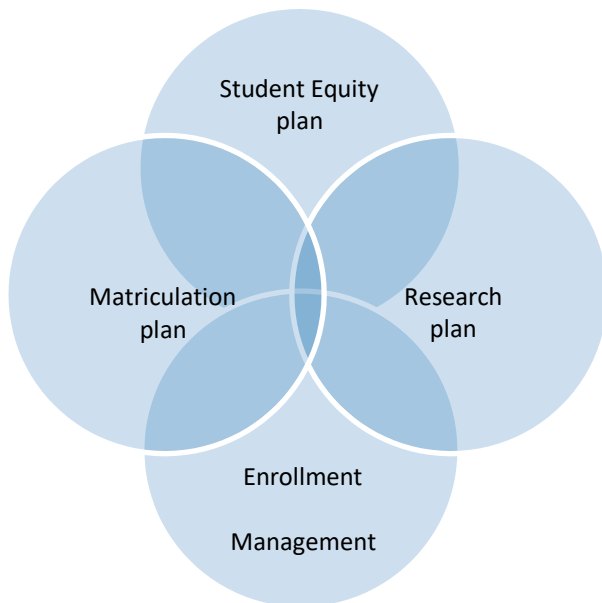 Student Equity
plan
Matriculation
plan
Research
plan
Enrollment
Management